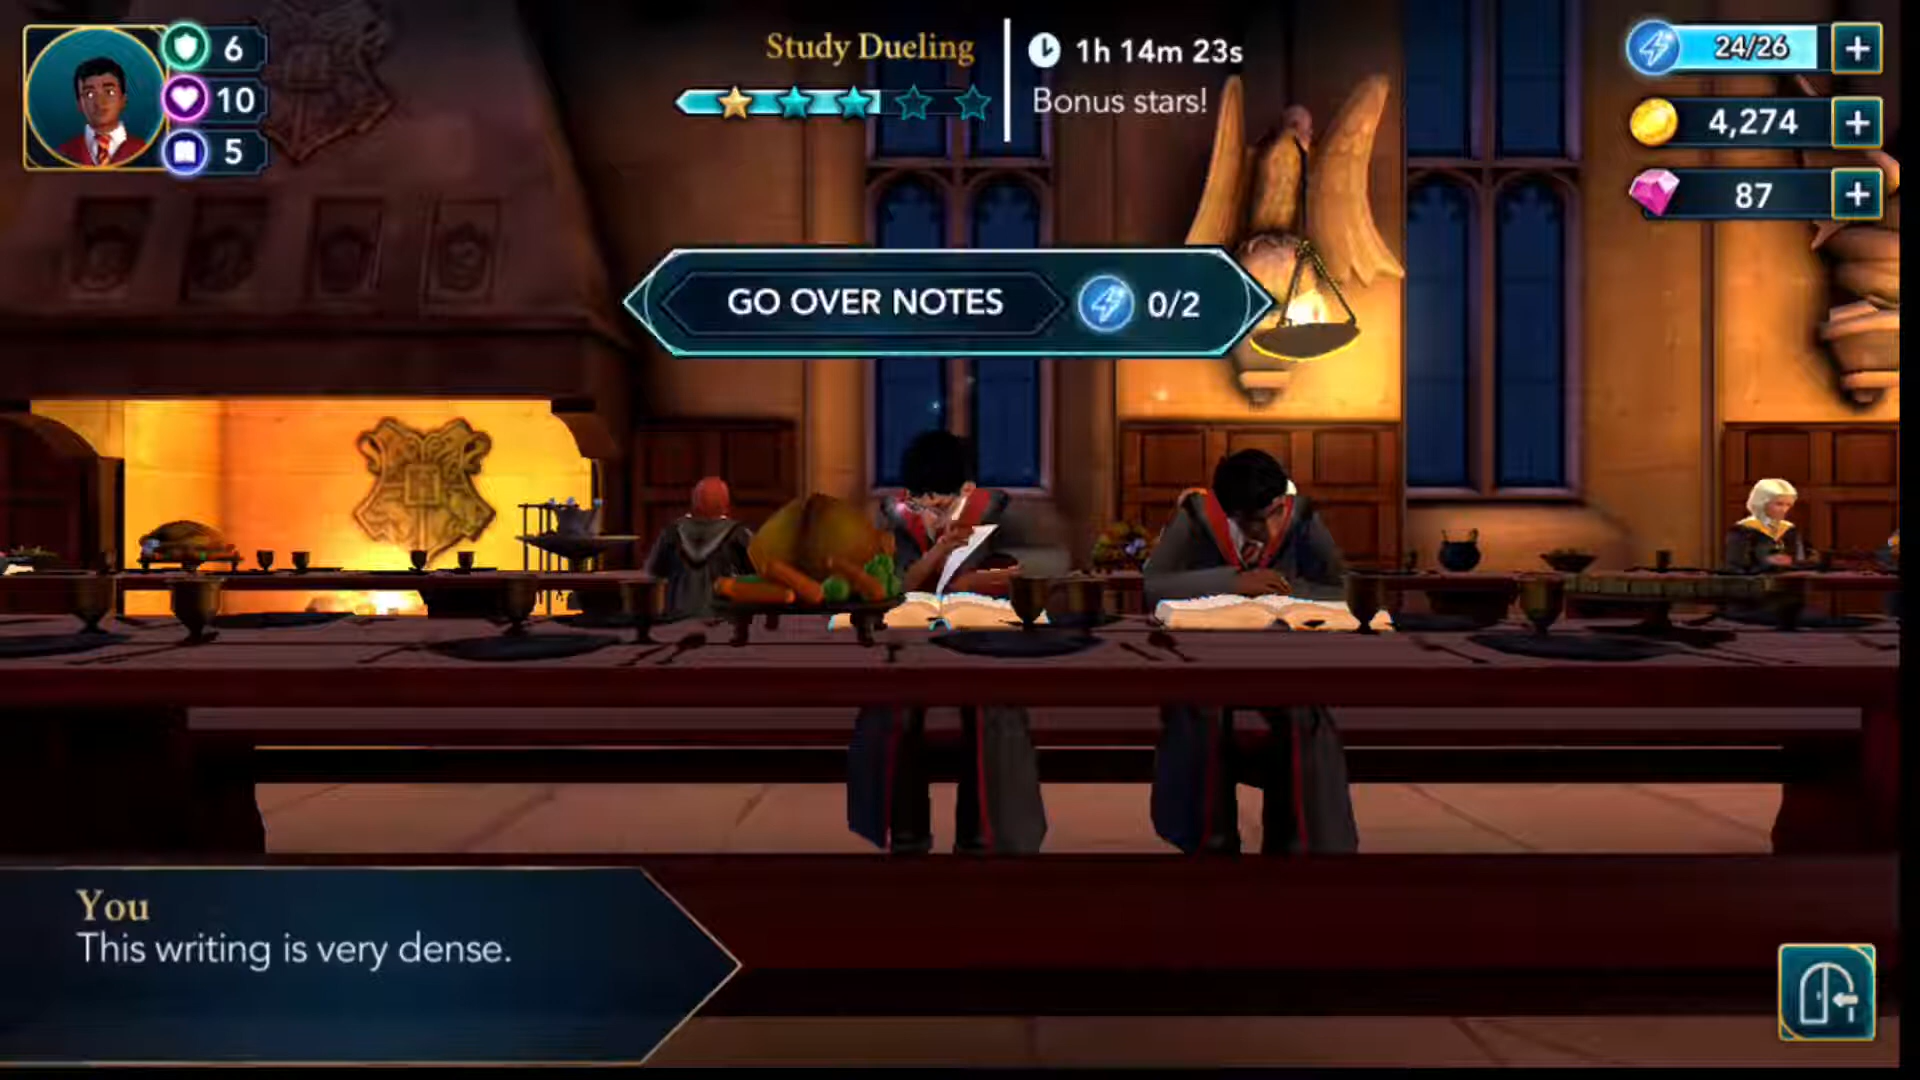 6
10
5
Study Dueling
1h 14m 23s
Bonus stars!
24/26
4,274
87
GO OVER NOTES 0/2
You
This writing is very dense.